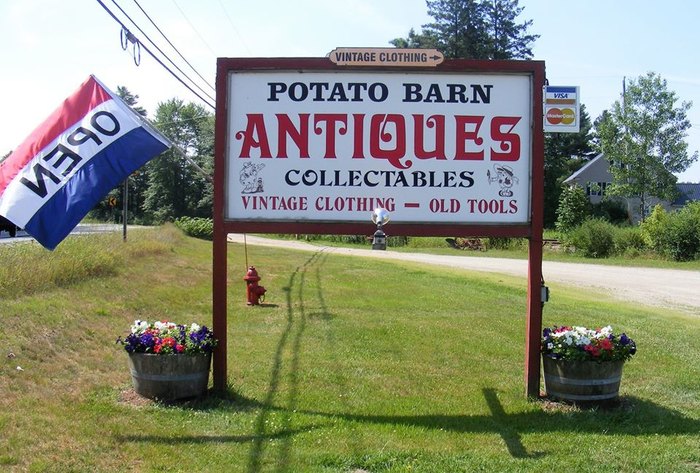 VINTAGE CLOTHING →
POTATO BARN
ANTIQUES
COLLECTABLES
VINTAGE CLOTHING — OLD TOOLS
OPEN
VISA
MasterCard